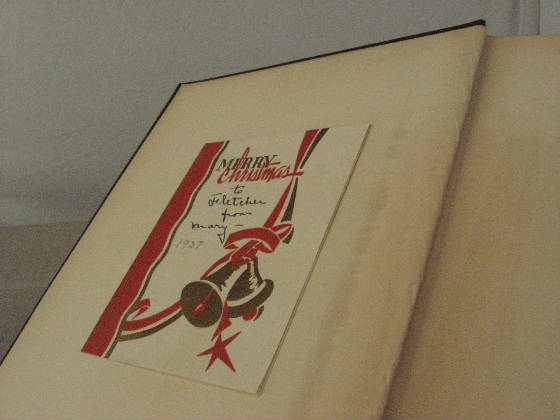 MERRY
Christmas!
to
Fletcher
from
Mary -
1937